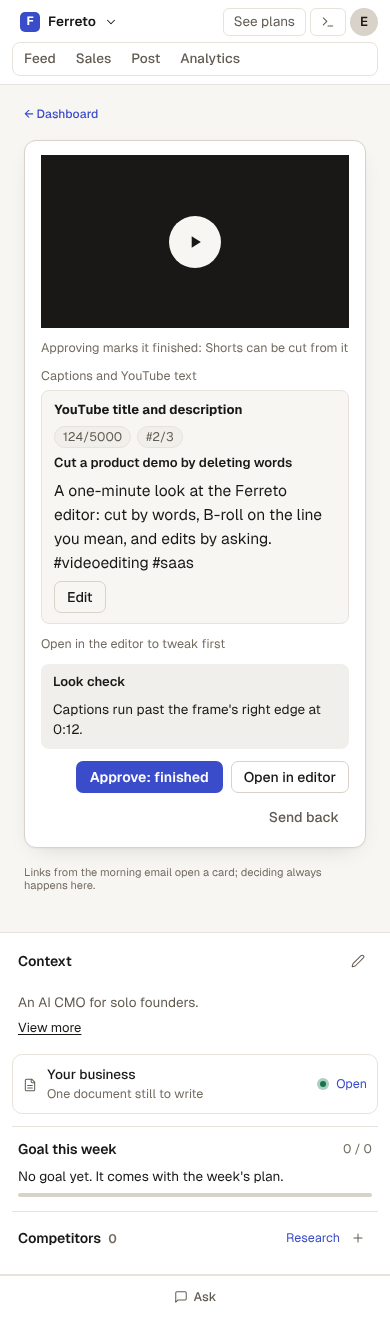 F Ferreto See plans E
Feed Sales Post Analytics
← Dashboard
Approving marks it finished: Shorts can be cut from it
Captions and YouTube text
YouTube title and description
124/5000 #2/3
Cut a product demo by deleting words
A one-minute look at the Ferreto
editor: cut by words, B-roll on the line
you mean, and edits by asking.
#videoediting #saas
Edit
Open in the editor to tweak first
Look check
Captions run past the frame's right edge at
0:12.
Approve: finished Open in editor
Send back
Links from the morning email open a card; deciding always
happens here.
Context
An AI CMO for solo founders.
View more
Your business
One document still to write
Open
Goal this week 0 / 0
No goal yet. It comes with the week's plan.
Competitors 0 Research +
Ask